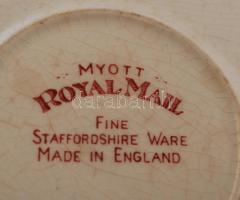 MYOTT
ROYAL MAIL
FINE
STAFFORDSHIRE WARE
MADE IN ENGLAND